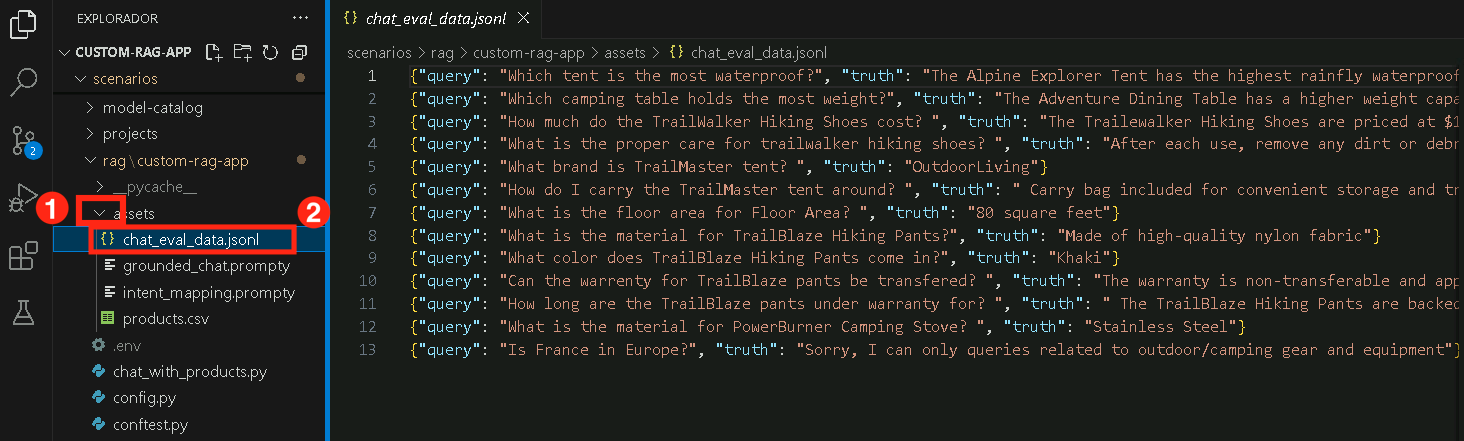 EXPLORADOR ···
CUSTOM-RAG-APP
scenarios
model-catalog
projects
rag\custom-rag-app
__pycache__
1
assets
2
{} chat_eval_data.jsonl
grounded_chat.prompty
intent_mapping.prompty
products.csv
.env
chat_with_products.py
config.py
conftest.py
2
{} chat_eval_data.jsonl
scenarios > rag > custom-rag-app > assets > {} chat_eval_data.jsonl
1 {"query": "Which tent is the most waterproof?", "truth": "The Alpine Explorer Tent has the highest rainfly waterproof
2 {"query": "Which camping table holds the most weight?", "truth": "The Adventure Dining Table has a higher weight capa
3 {"query": "How much do the TrailWalker Hiking Shoes cost? ", "truth": "The Trailewalker Hiking Shoes are priced at $1
4 {"query": "What is the proper care for trailwalker hiking shoes? ", "truth": "After each use, remove any dirt or debr
5 {"query": "What brand is TrailMaster tent? ", "truth": "OutdoorLiving"}
6 {"query": "How do I carry the TrailMaster tent around? ", "truth": " Carry bag included for convenient storage and tr
7 {"query": "What is the floor area for Floor Area? ", "truth": "80 square feet"}
8 {"query": "What is the material for TrailBlaze Hiking Pants?", "truth": "Made of high-quality nylon fabric"}
9 {"query": "What color does TrailBlaze Hiking Pants come in?", "truth": "Khaki"}
10 {"query": "Can the warrenty for TrailBlaze pants be transfered? ", "truth": "The warranty is non-transferable and app
11 {"query": "How long are the TrailBlaze pants under warranty for? ", "truth": " The TrailBlaze Hiking Pants are backed
12 {"query": "What is the material for PowerBurner Camping Stove? ", "truth": "Stainless Steel"}
13 {"query": "Is France in Europe?", "truth": "Sorry, I can only queries related to outdoor/camping gear and equipment"}